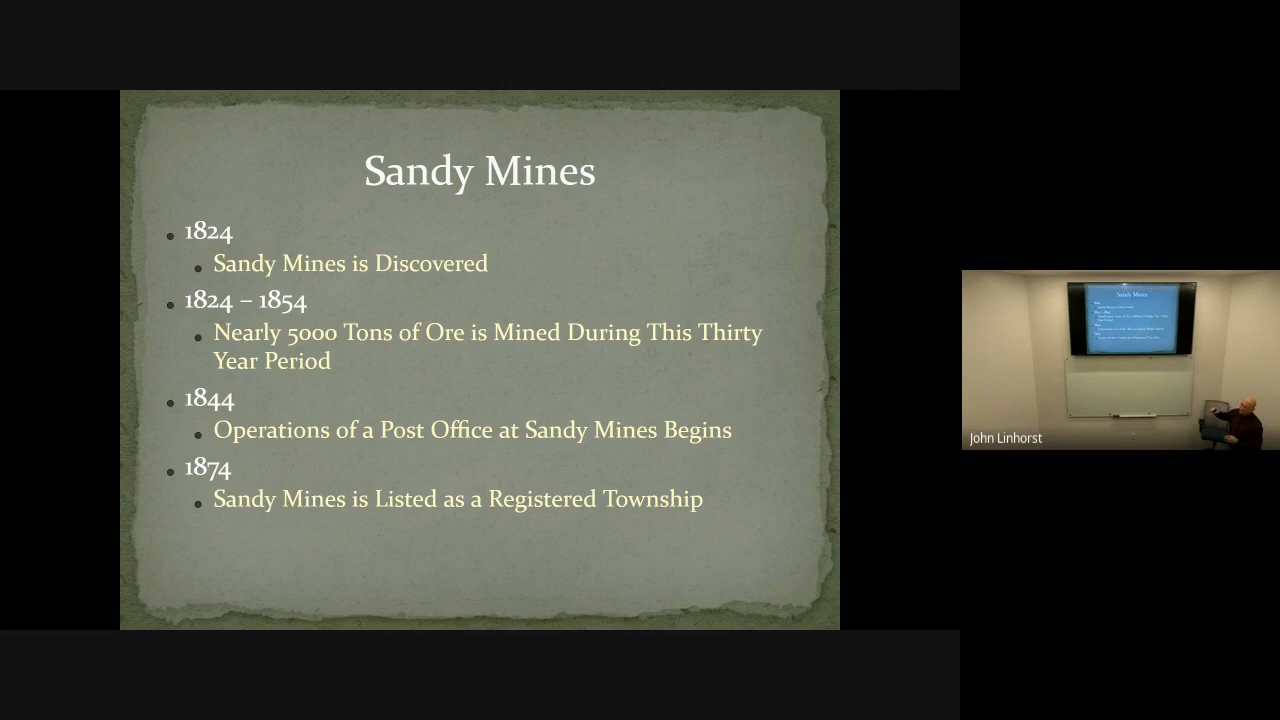 Sandy Mines
1824
Sandy Mines is Discovered
1824 – 1854
Nearly 5000 Tons of Ore is Mined During This Thirty
Year Period
1844
Operations of a Post Office at Sandy Mines Begins
1874
Sandy Mines is Listed as a Registered Township
Sandy Mines
John Linhorst